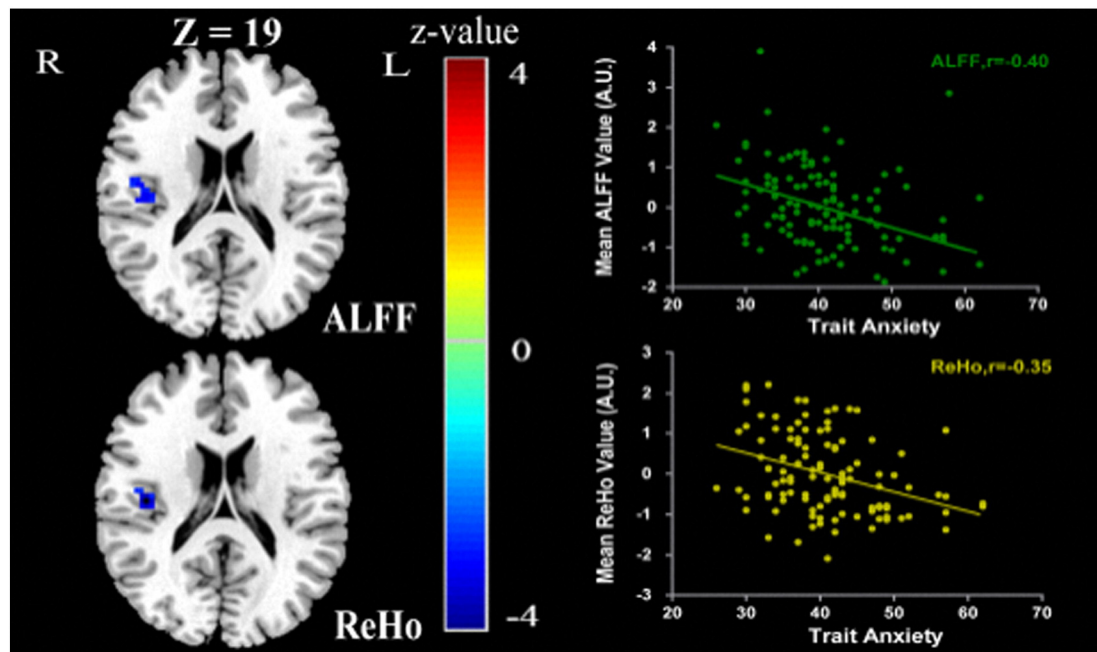 Z = 19
R
L
z-value
4
0
-4
ALFF
ReHo
ALFF,r=-0.40
Mean ALFF Value (A.U.)
4
3
2
1
0
-1
-2
20 30 40 50 60 70
Trait Anxiety
ReHo,r=-0.35
Mean ReHo Value (A.U.)
3
2
1
0
-1
-2
-3
20 30 40 50 60 70
Trait Anxiety